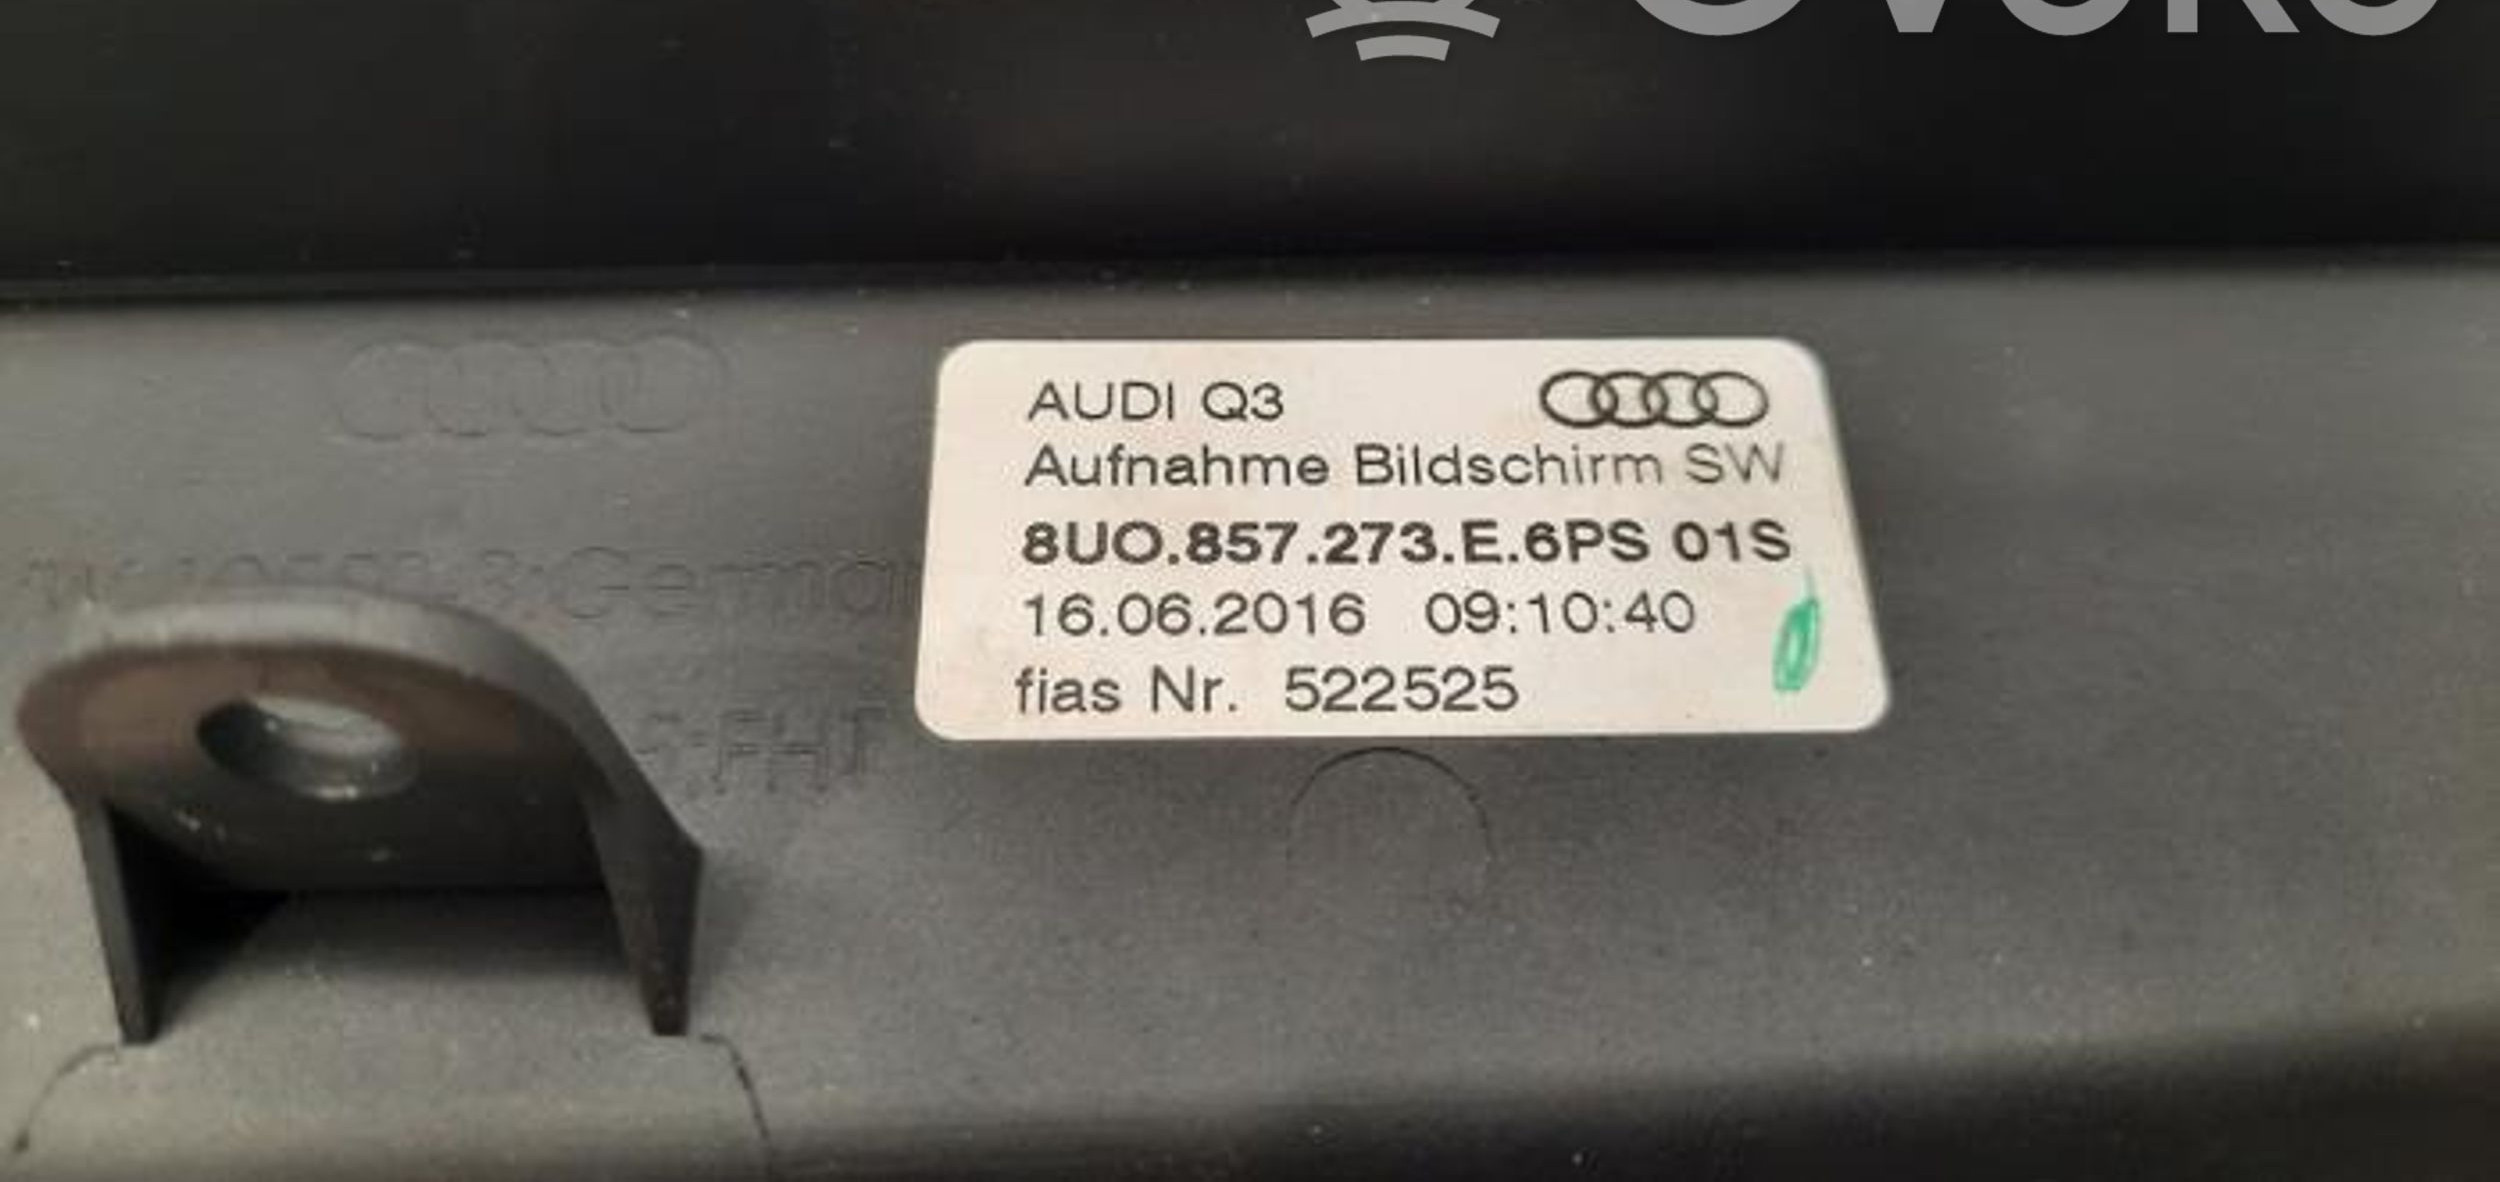 AUDI Q3
Aufnahme Bildschirm SW
8UO.857.273.E.6PS 01S
16.06.2016 09:10:40
fias Nr. 522525